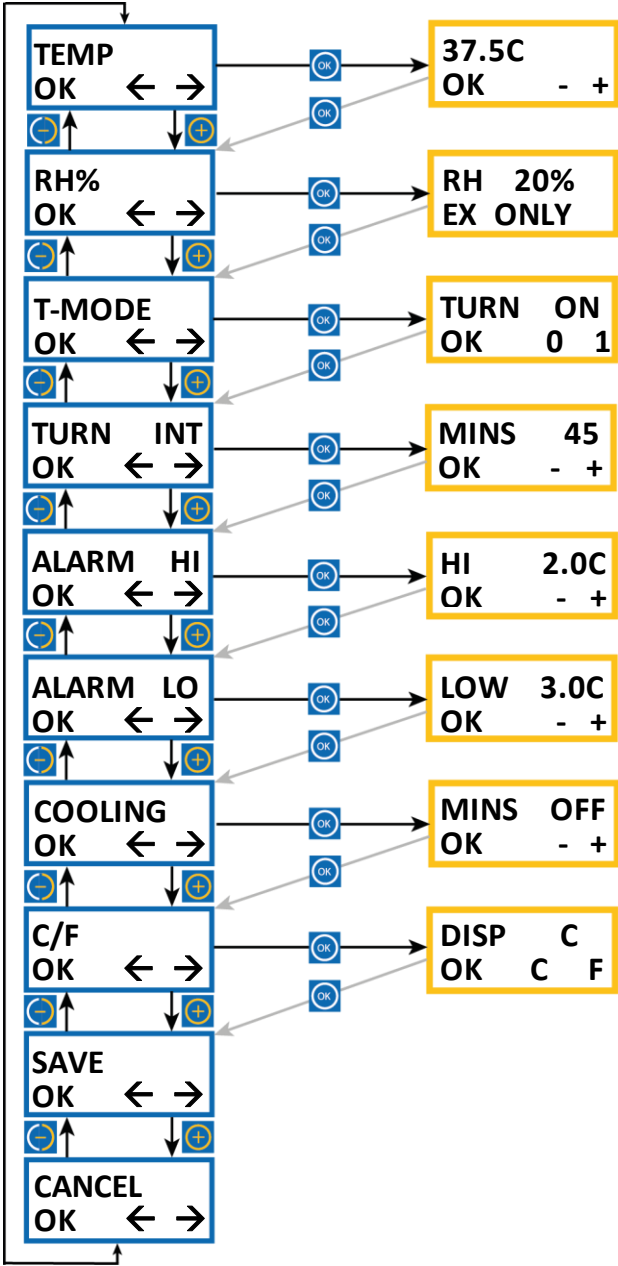 TEMP
OK ← →
OK
OK
37.5C
OK - +
RH%
OK ← →
OK
OK
RH 20%
EX ONLY
T-MODE
OK ← →
OK
OK
TURN ON
OK 0 1
TURN INT
OK ← →
OK
OK
MINS 45
OK - +
ALARM HI
OK ← →
OK
OK
HI 2.0C
OK - +
ALARM LO
OK ← →
OK
OK
LOW 3.0C
OK - +
COOLING
OK ← →
OK
OK
MINS OFF
OK - +
C/F
OK ← →
OK
OK
DISP C
OK C F
SAVE
OK ← →
CANCEL
OK ← →